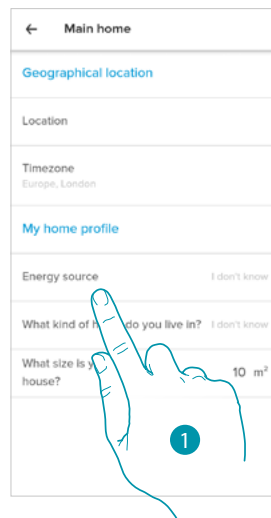 ← Main home
Geographical location
Location
Timezone
Europe, London
My home profile
Energy source I don't know
What kind of h do you live in? I don't know
What size is y
house? 10 m²
1